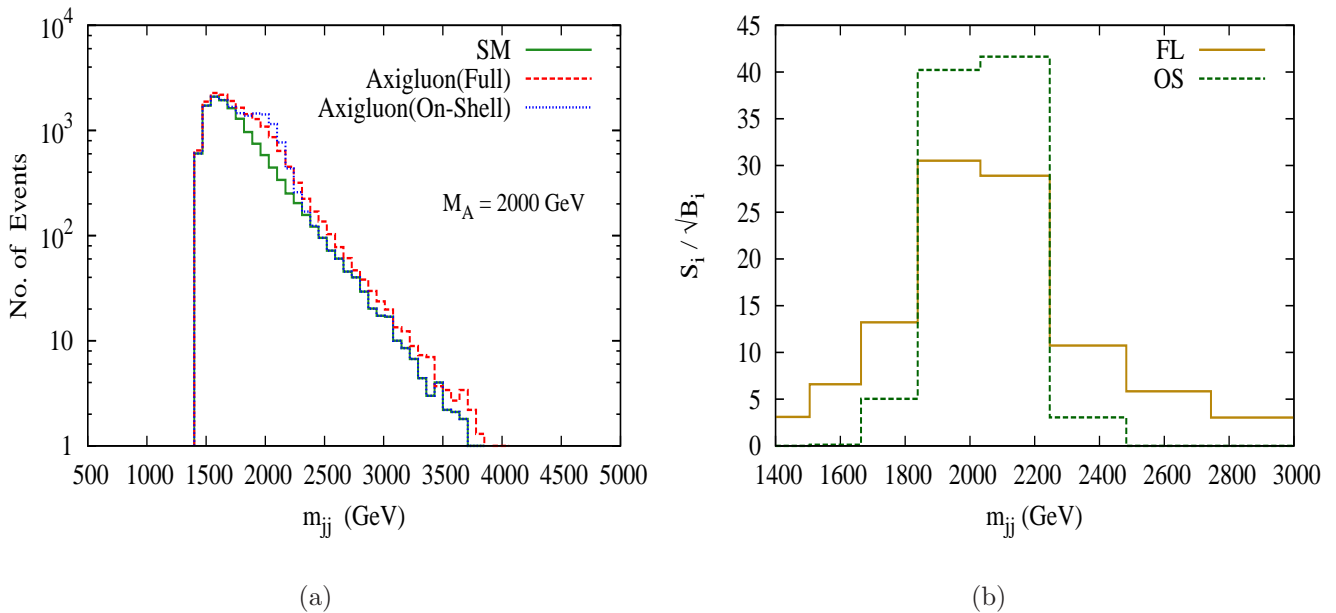 No. of Events
10^4
10^3
10^2
10
1
SM
Axigluon(Full)
Axigluon(On-Shell)
M_A = 2000 GeV
500 1000 1500 2000 2500 3000 3500 4000 4500 5000
m_jj (GeV)
(a)
S_i / √B_i
45
40
35
30
25
20
15
10
5
0
FL
OS
1400 1600 1800 2000 2200 2400 2600 2800 3000
m_jj (GeV)
(b)